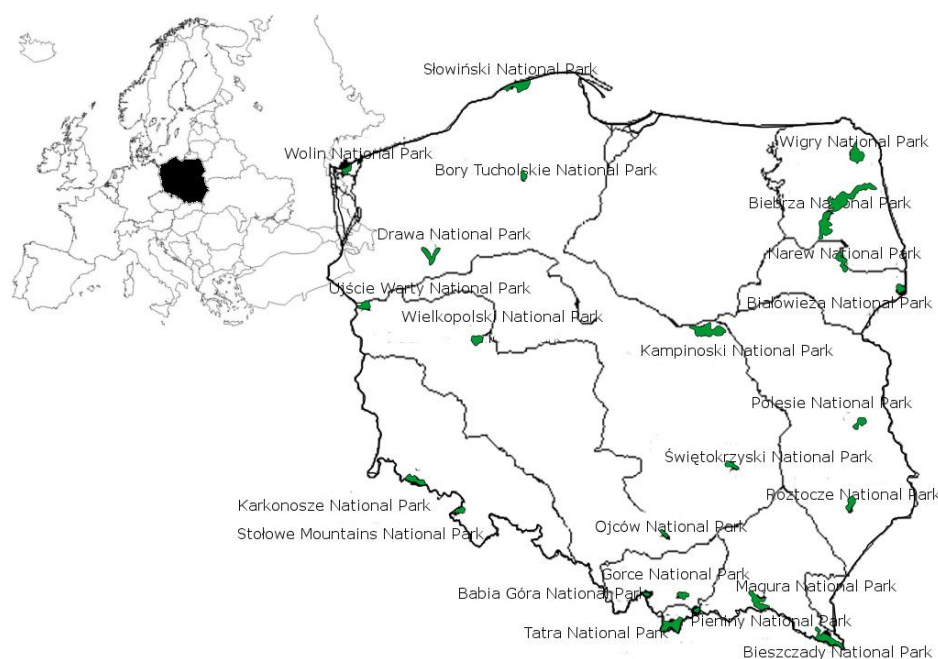 Słowiński National Park
Wigry National Park
Wolin National Park
Bory Tucholskie National Park
Biebrza National Park
Drawa National Park
Narew National Park
Ujście Warty National Park
Białowieża National Park
Wielkopolski National Park
Kampinoski National Park
Polesie National Park
Świętokrzyski National Park
Roztocze National Park
Karkonosze National Park
Ojców National Park
Stołowe Mountains National Park
Gorce National Park
Magura National Park
Babia Góra National Park
Pieniny National Park
Tatra National Park
Bieszczady National Park